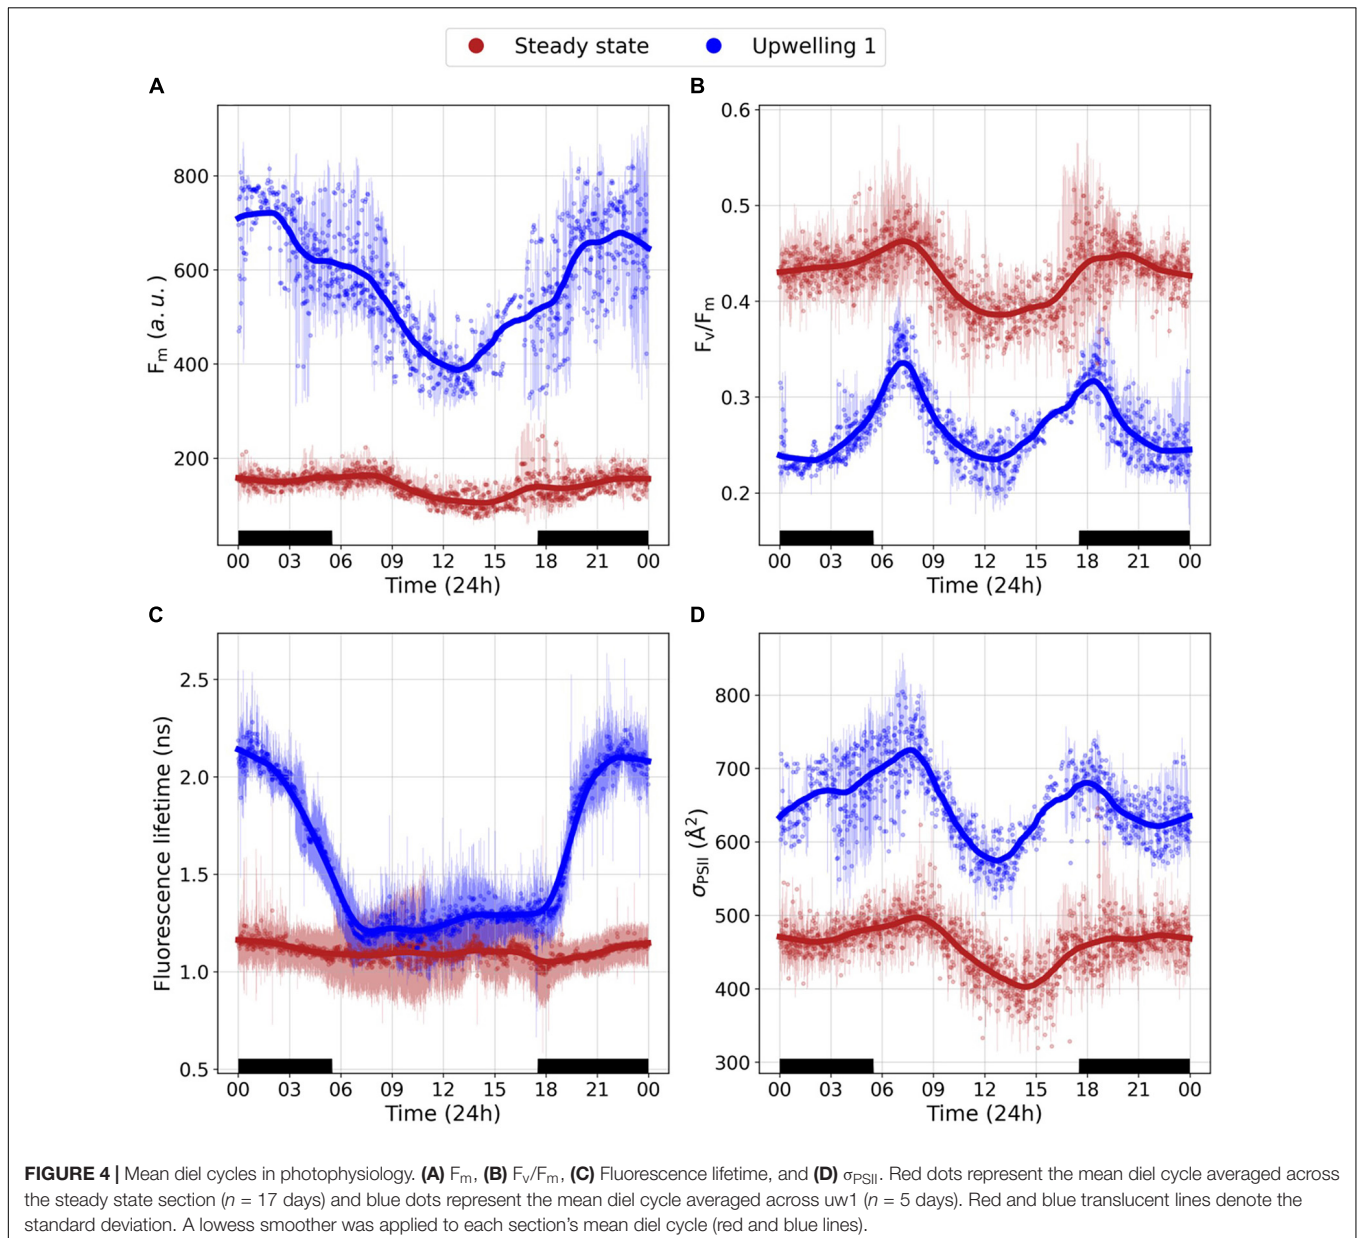 Steady state Upwelling 1
A
B
800
600
400
200
Fm (a.u.)
00 03 06 09 12 15 18 21 00
Time (24h)
0.6
0.5
0.4
0.3
0.2
Fv/Fm
00 03 06 09 12 15 18 21 00
Time (24h)
C
D
2.5
2.0
1.5
1.0
0.5
Fluorescence lifetime (ns)
00 03 06 09 12 15 18 21 00
Time (24h)
800
700
600
500
400
300
σPSII (Å²)
00 03 06 09 12 15 18 21 00
Time (24h)
FIGURE 4 | Mean diel cycles in photophysiology. (A) Fm, (B) Fv/Fm, (C) Fluorescence lifetime, and (D) σPSII. Red dots represent the mean diel cycle averaged across
the steady state section (n = 17 days) and blue dots represent the mean diel cycle averaged across uw1 (n = 5 days). Red and blue translucent lines denote the
standard deviation. A lowess smoother was applied to each section's mean diel cycle (red and blue lines).